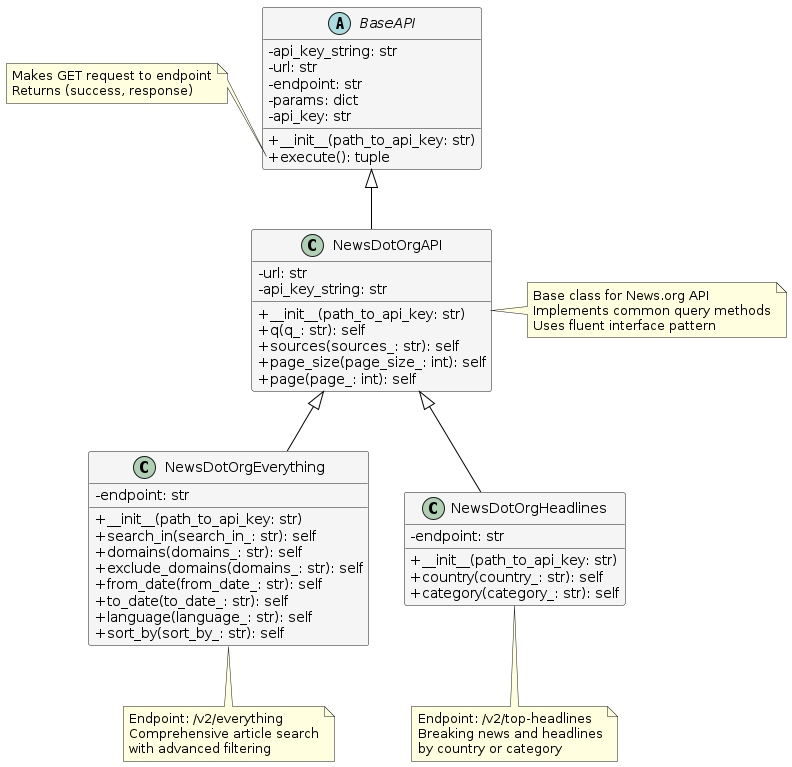 A BaseAPI
-api_key_string: str
-url: str
-endpoint: str
-params: dict
-api_key: str
+__init__(path_to_api_key: str)
+execute(): tuple
Makes GET request to endpoint
Returns (success, response)
C NewsDotOrgAPI
-url: str
-api_key_string: str
+__init__(path_to_api_key: str)
+q(q_: str): self
+sources(sources_: str): self
+page_size(page_size_: int): self
+page(page_: int): self
Base class for News.org API
Implements common query methods
Uses fluent interface pattern
C NewsDotOrgEverything
-endpoint: str
+__init__(path_to_api_key: str)
+search_in(search_in_: str): self
+domains(domains_: str): self
+exclude_domains(domains_: str): self
+from_date(from_date_: str): self
+to_date(to_date_: str): self
+language(language_: str): self
+sort_by(sort_by_: str): self
C NewsDotOrgHeadlines
-endpoint: str
+__init__(path_to_api_key: str)
+country(country_: str): self
+category(category_: str): self
Endpoint: /v2/everything
Comprehensive article search
with advanced filtering
Endpoint: /v2/top-headlines
Breaking news and headlines
by country or category